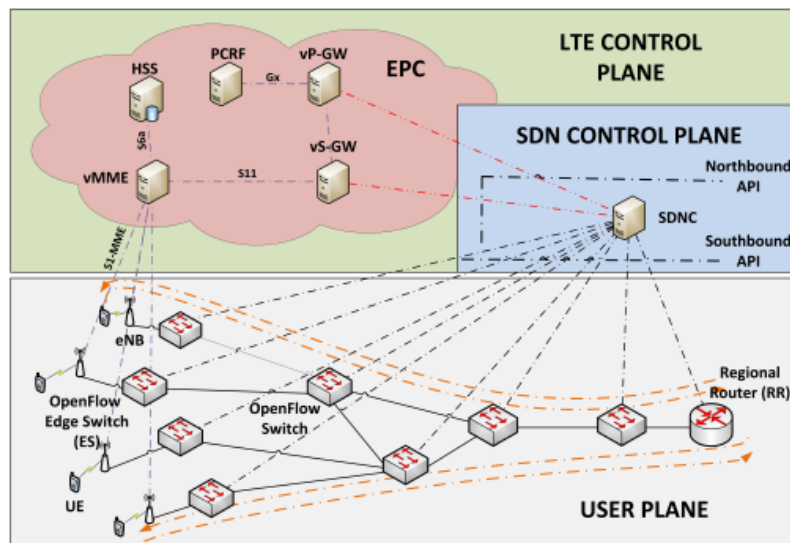 LTE CONTROL
PLANE
EPC
HSS
PCRF
vP-GW
Gx
S6a
vS-GW
vMME
S11
SDN CONTROL PLANE
Northbound
API
SDNC
Southbound
API
S1-MME
eNB
OpenFlow
Edge Switch
(ES)
OpenFlow
Switch
Regional
Router (RR)
UE
USER PLANE